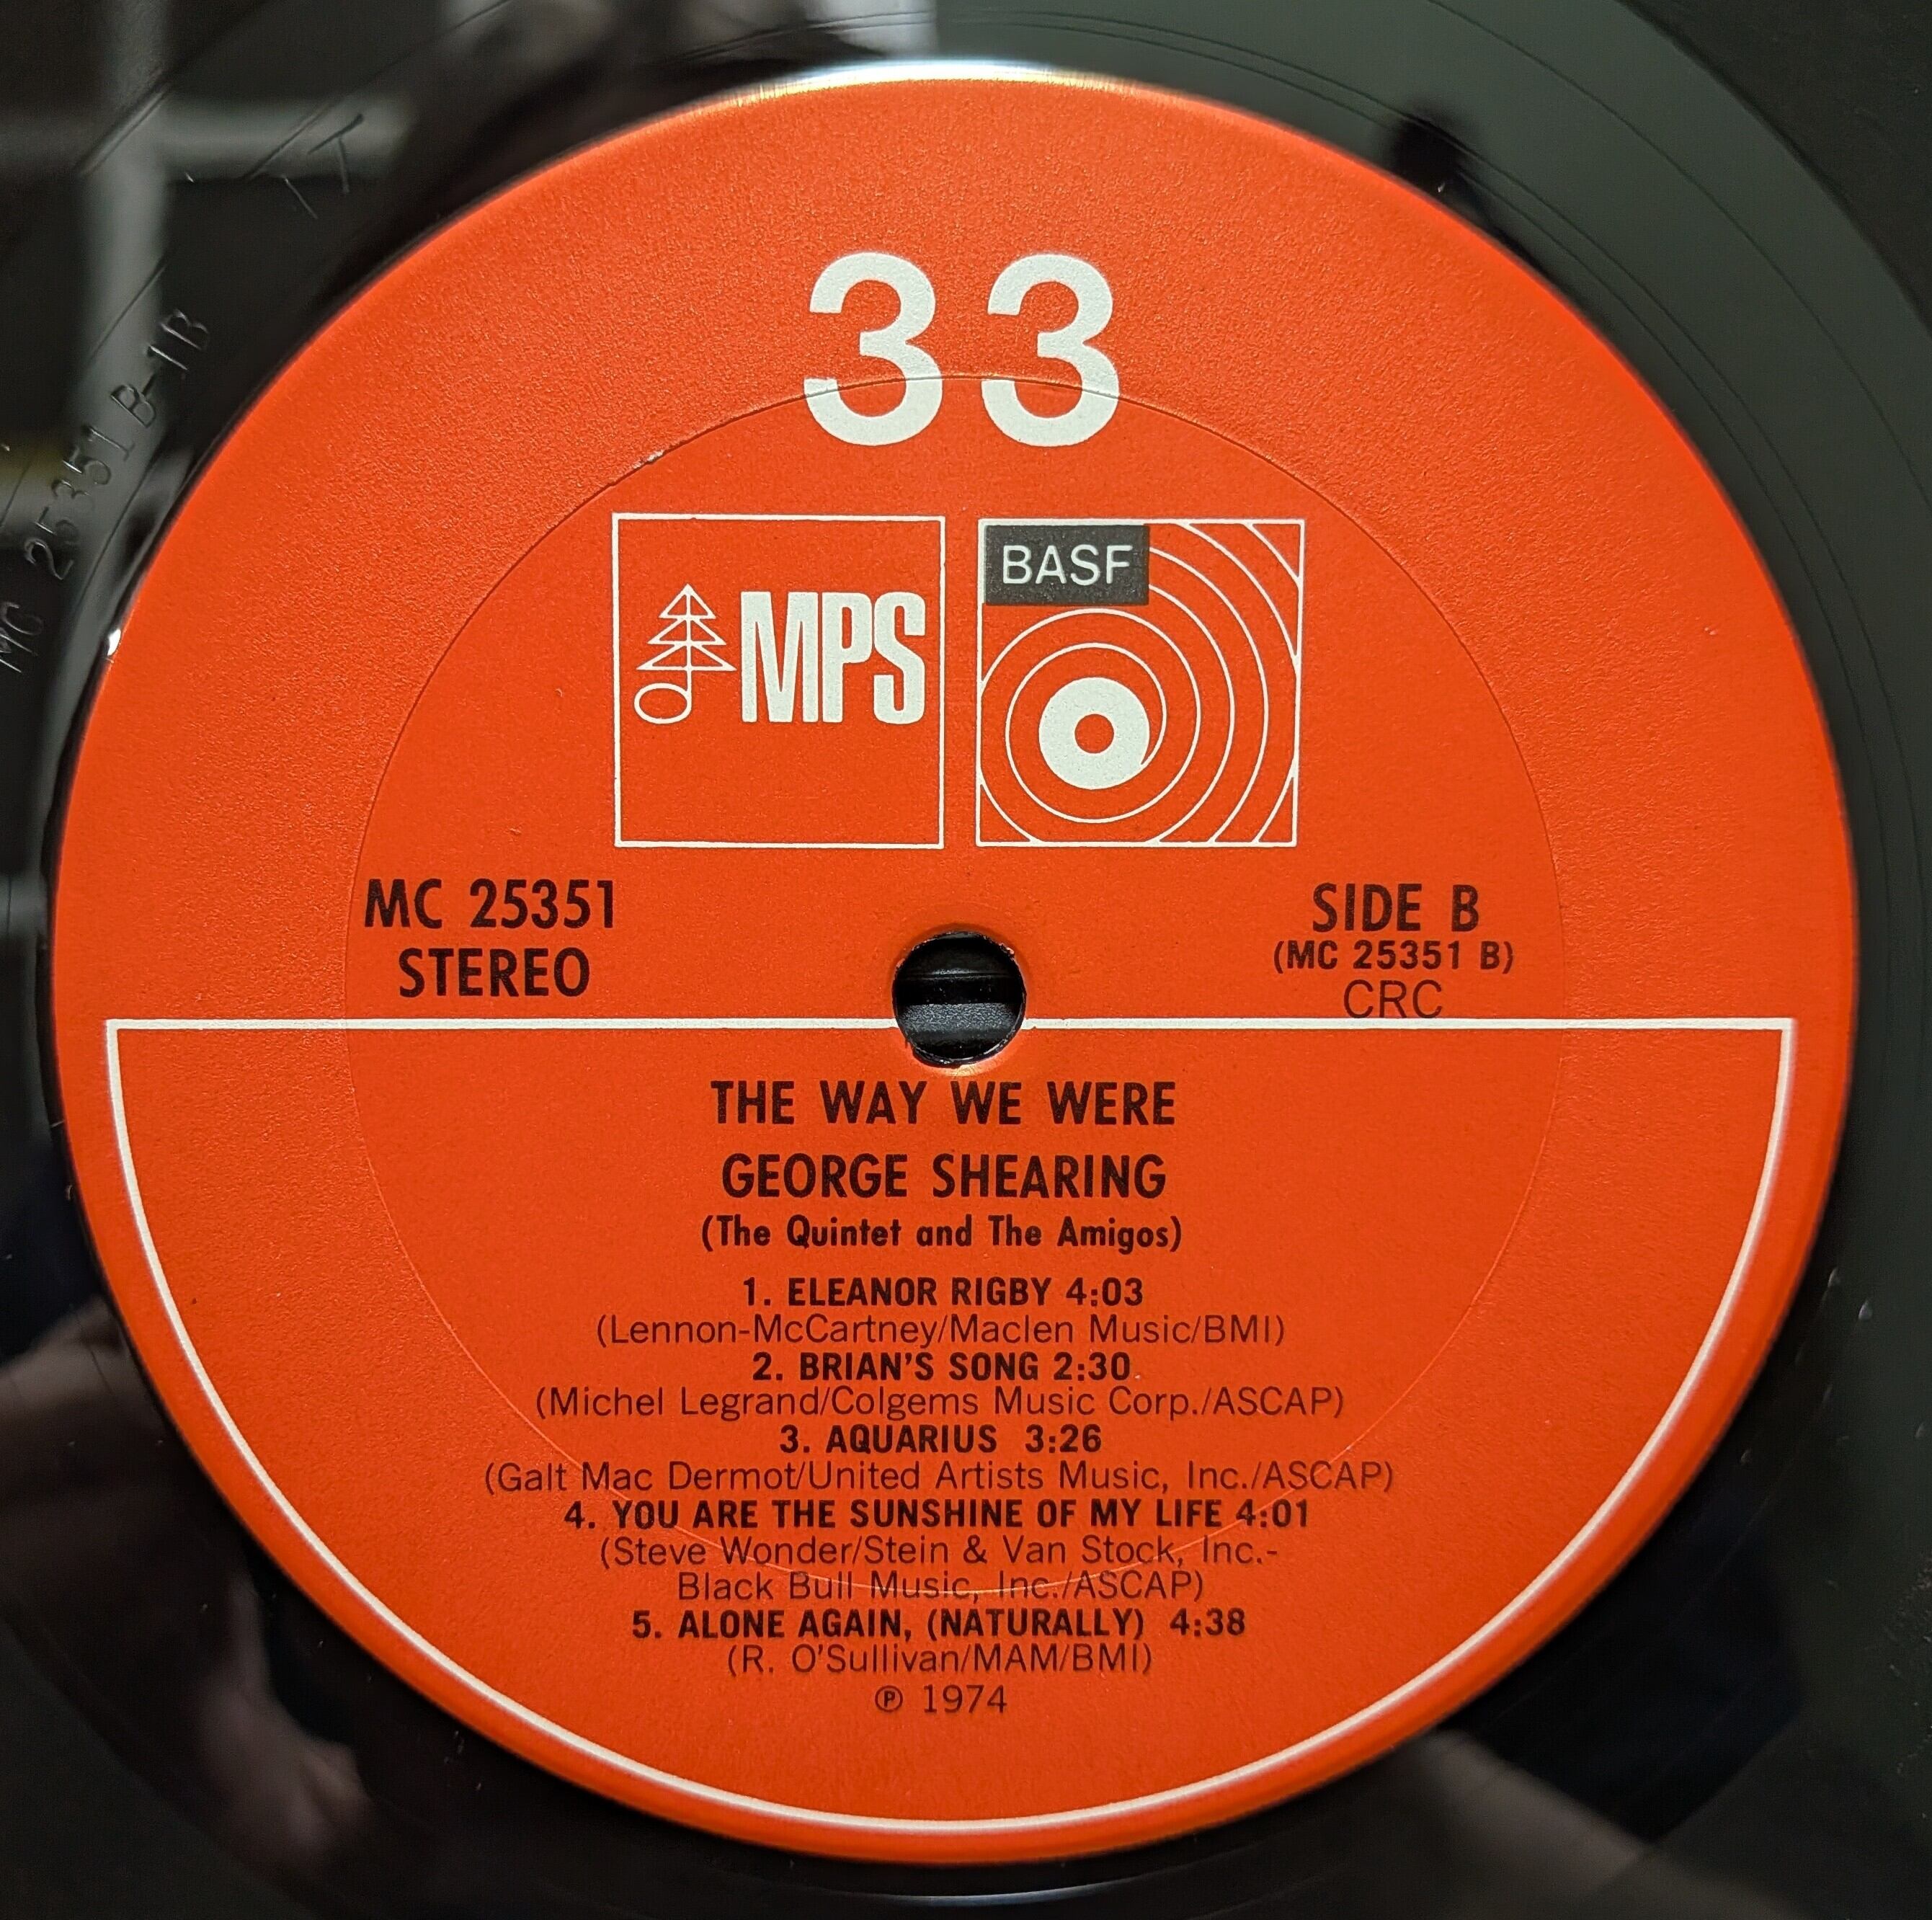 33
MPS
BASF
MC 25351
STEREO
SIDE B
(MC 25351 B)
CRC
THE WAY WE WERE
GEORGE SHEARING
(The Quintet and The Amigos)
1. ELEANOR RIGBY 4:03
(Lennon-McCartney/Maclen Music/BMI)
2. BRIAN'S SONG 2:30
(Michel Legrand/Colgems Music Corp./ASCAP)
3. AQUARIUS 3:26
(Galt Mac Dermot/United Artists Music, Inc./ASCAP)
4. YOU ARE THE SUNSHINE OF MY LIFE 4:01
(Steve Wonder/Stein & Van Stock, Inc.-
Black Bull Music, Inc./ASCAP)
5. ALONE AGAIN, (NATURALLY) 4:38
(R. O'Sullivan/MAM/BMI)
℗ 1974
MC 25351 B-1B